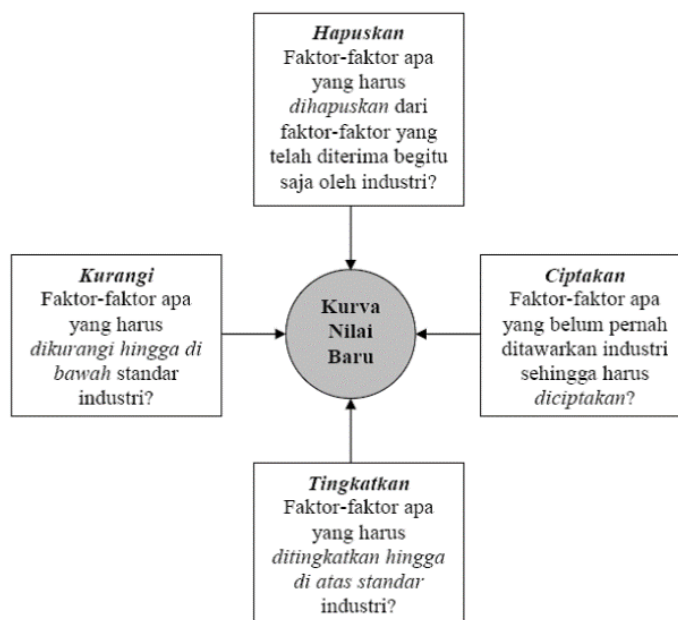 Hapuskan
Faktor-faktor apa
yang harus
dihapuskan dari
faktor-faktor yang
telah diterima begitu
saja oleh industri?
Kurangi
Faktor-faktor apa
yang harus
dikurangi hingga di
bawah standar
industri?
Kurva
Nilai
Baru
Ciptakan
Faktor-faktor apa
yang belum pernah
ditawarkan industri
sehingga harus
diciptakan?
Tingkatkan
Faktor-faktor apa
yang harus
ditingkatkan hingga
di atas standar
industri?